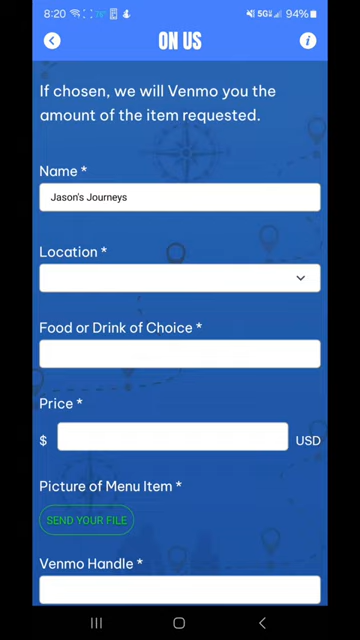 8:20
5G
94%
ON US
If chosen, we will Venmo you the
amount of the item requested.
Name *
Jason's Journeys
Location *
Food or Drink of Choice *
Price *
$ USD
Picture of Menu Item *
SEND YOUR FILE
Venmo Handle *